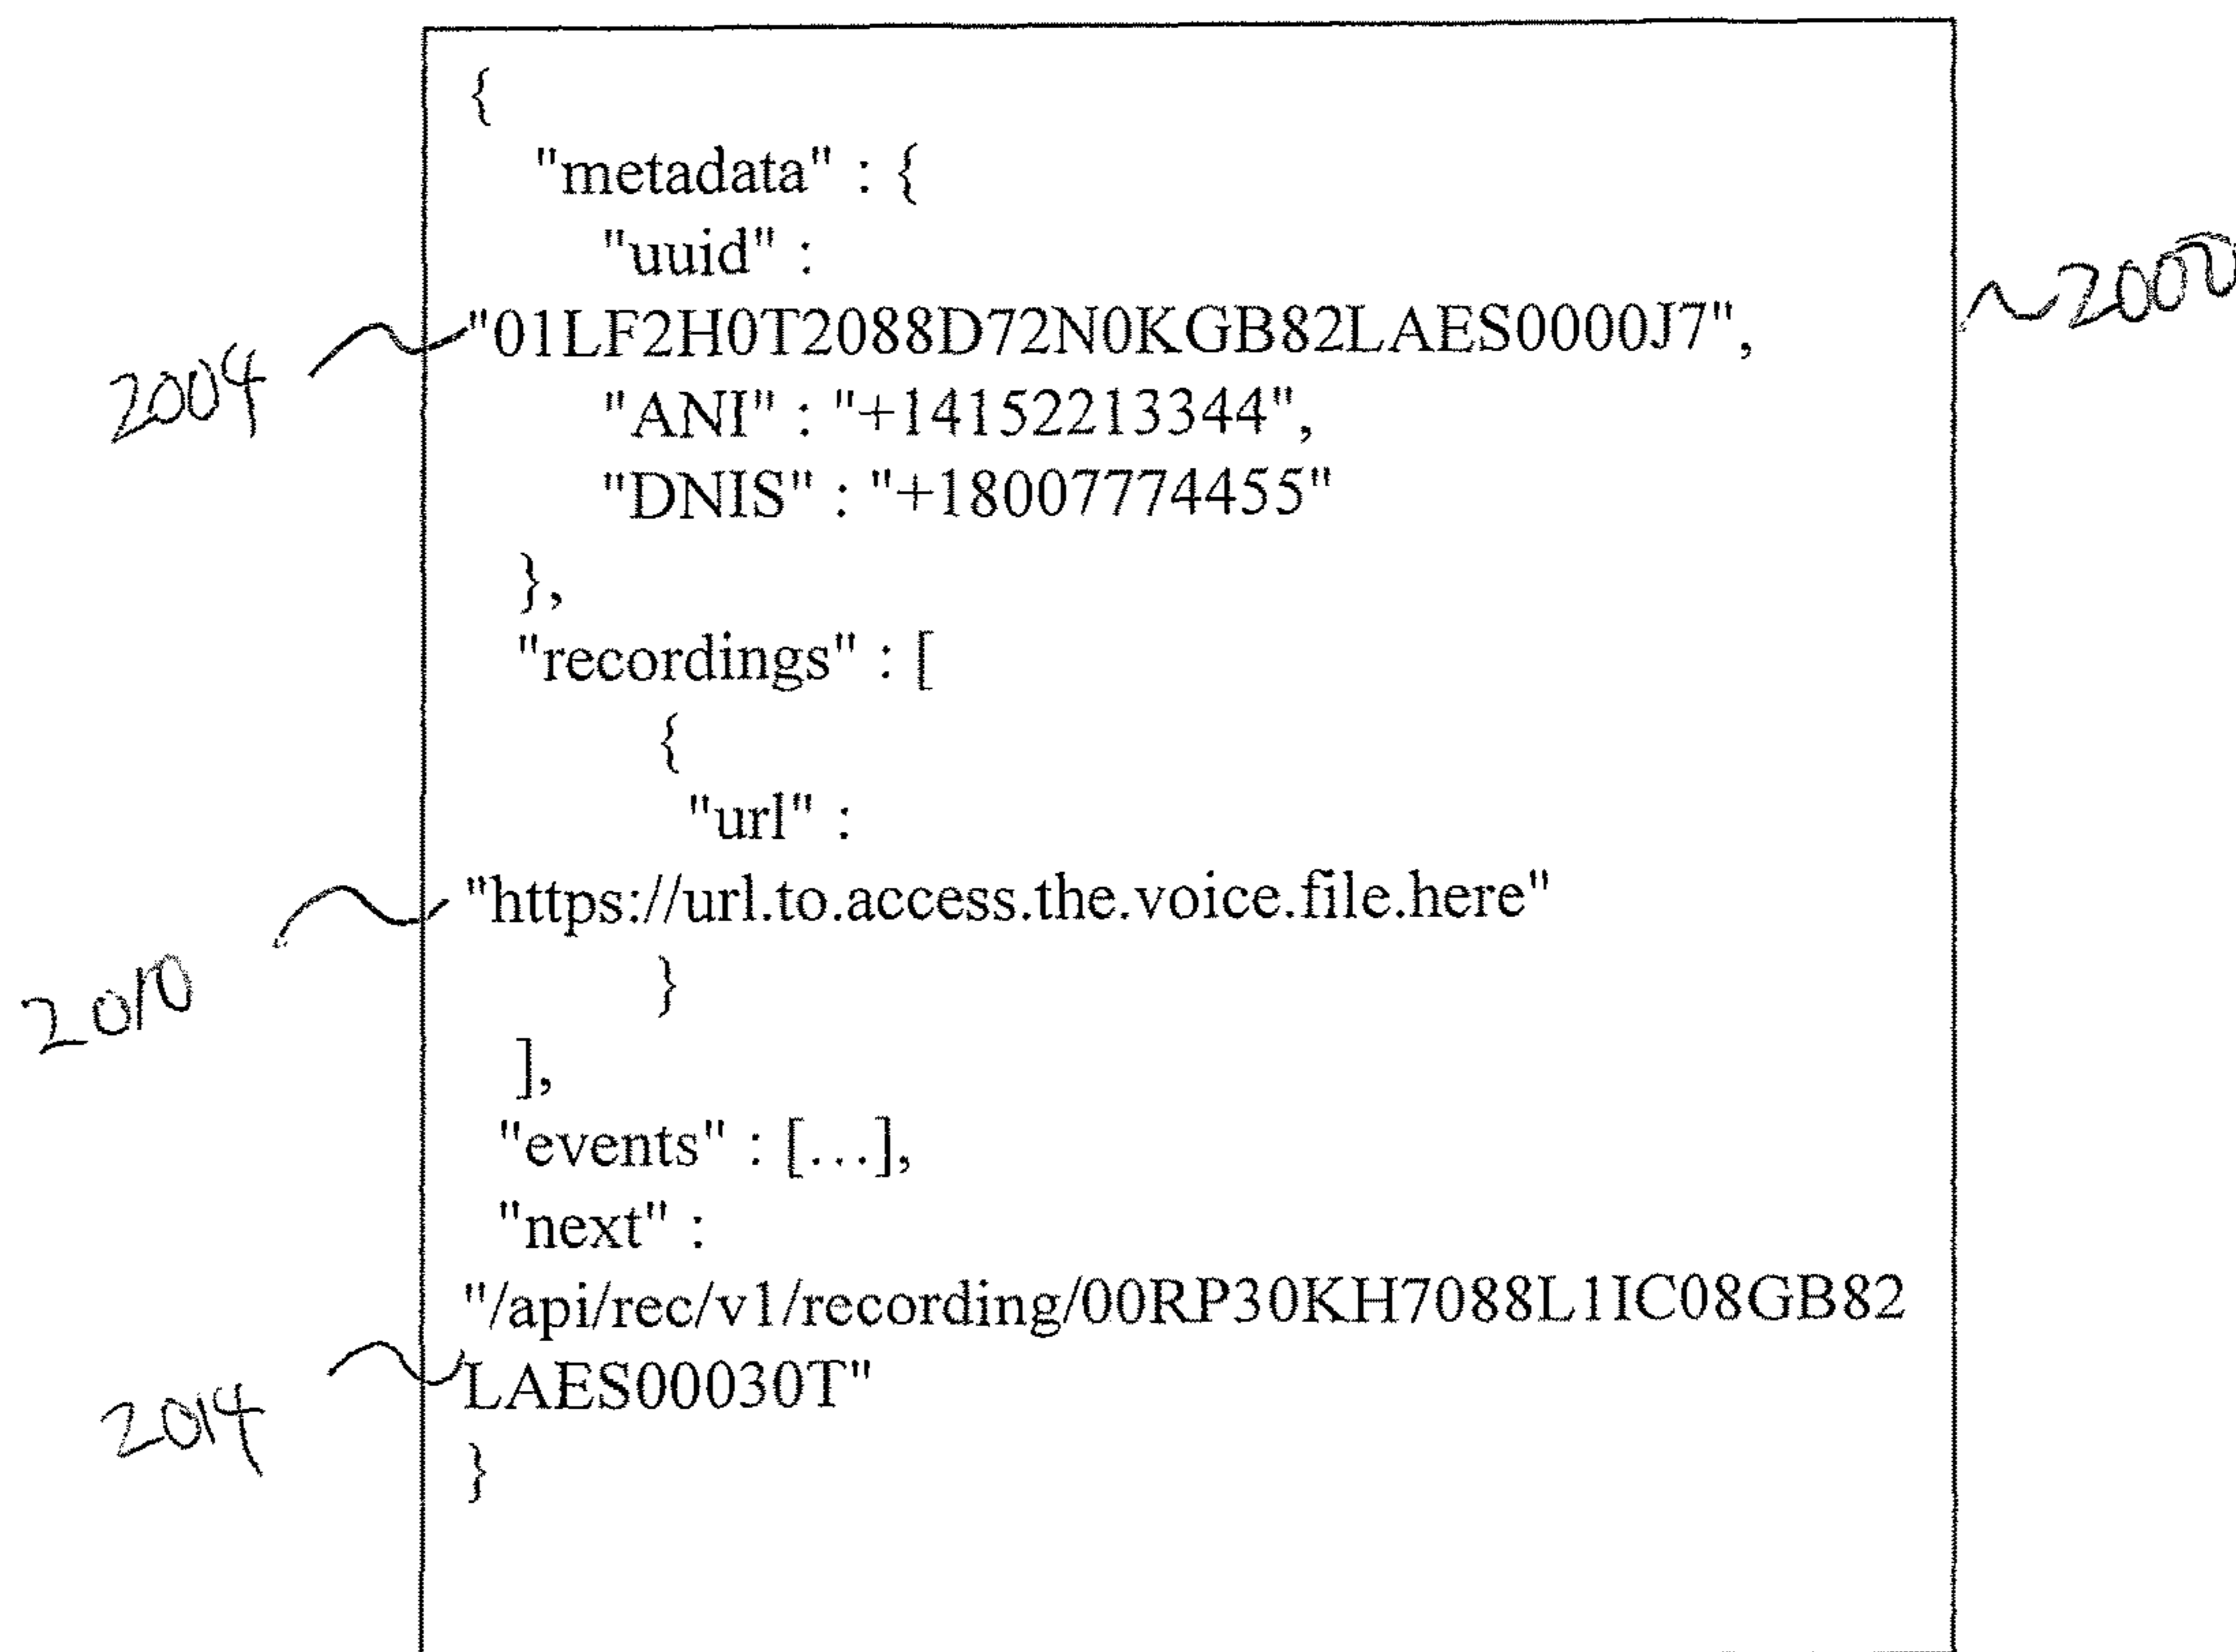 {
"metadata" : {
"uuid" :
2000
"01LF2H0T2088D72N0KGB82LAES0000J7",
2004
"ANI" : "+14152213344",
"DNIS" : "+18007774455"
},
"recordings" : [
{
"url" :
"https://url.to.access.the.voice.file.here"
2010
}
],
"events" : [...],
"next" :
"/api/rec/v1/recording/00RP30KH7088L1IC08GB82
LAES00030T"
2014
}